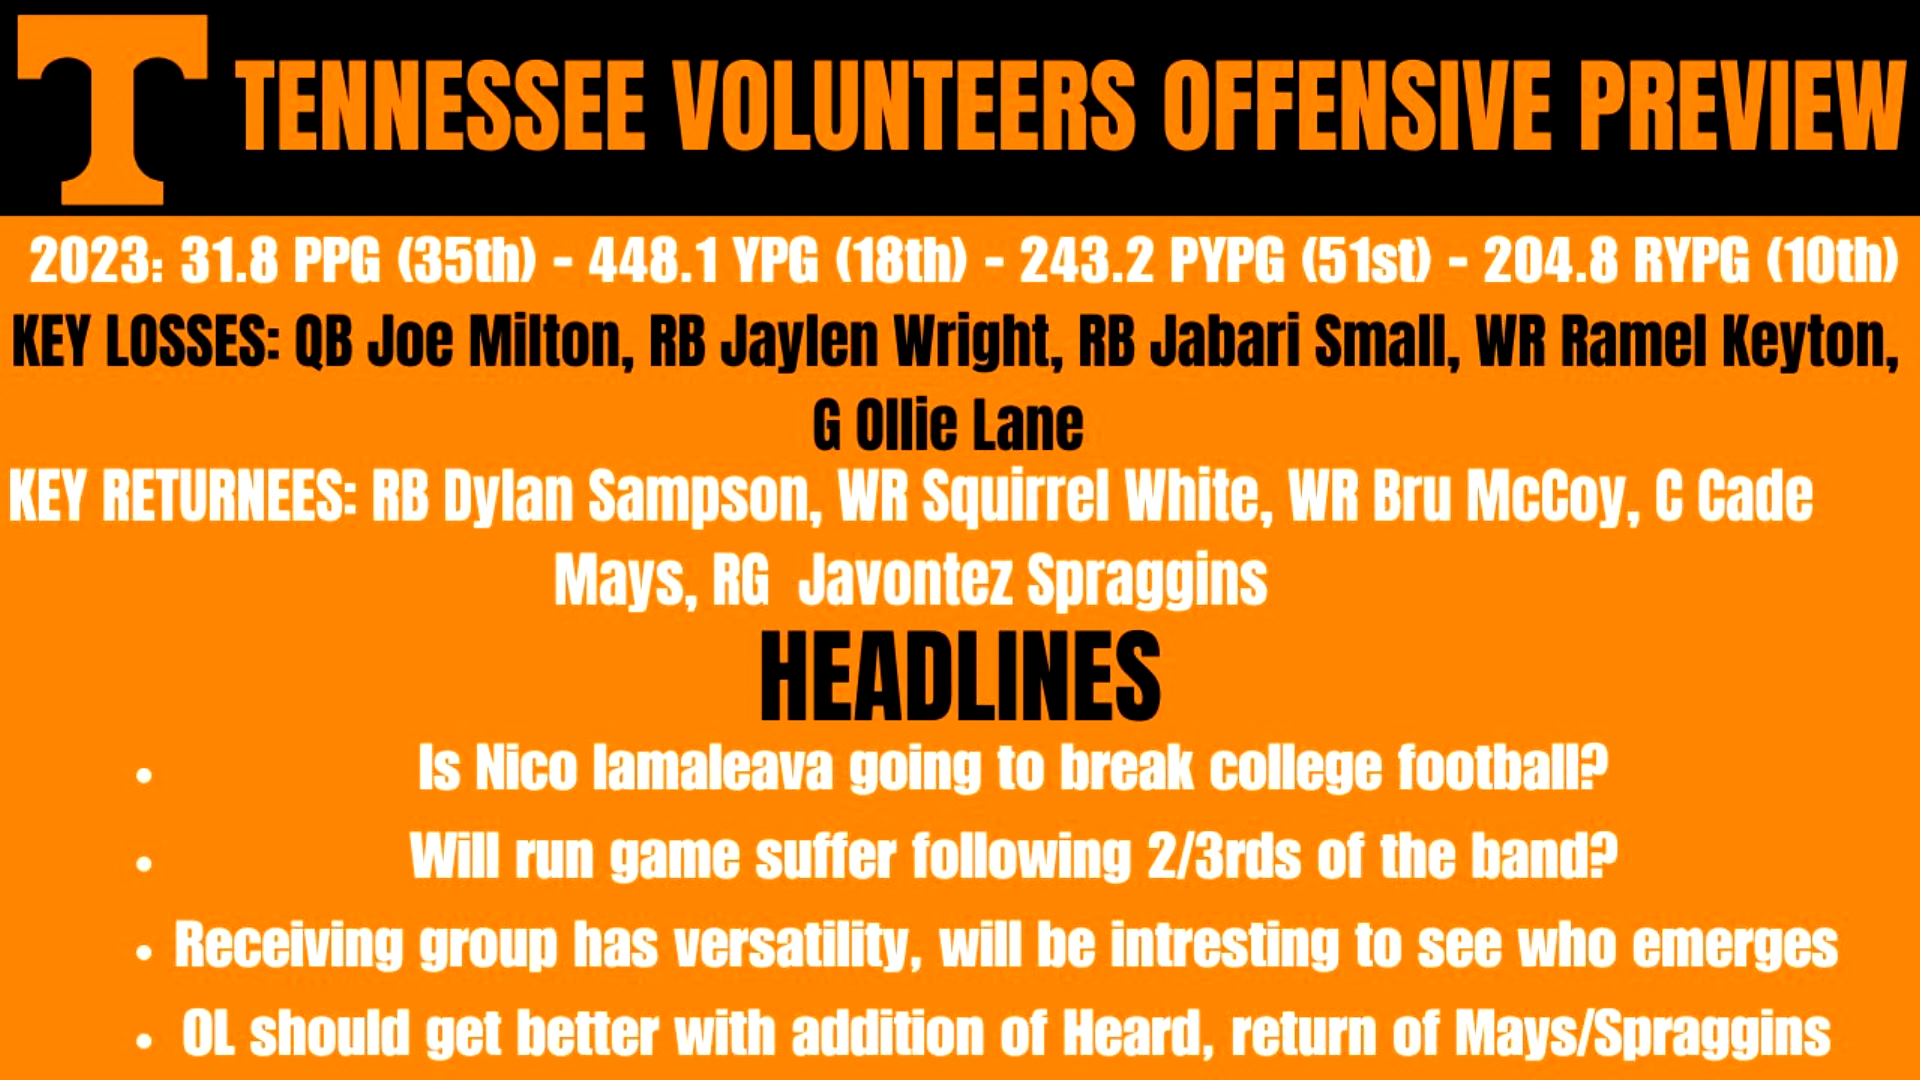 T TENNESSEE VOLUNTEERS OFFENSIVE PREVIEW
2023: 31.8 PPG (35th) - 448.1 YPG (18th) - 243.2 PYPG (51st) - 204.8 RYPG (10th)
KEY LOSSES: QB Joe Milton, RB Jaylen Wright, RB Jabari Small, WR Ramel Keyton,
G Ollie Lane
KEY RETURNEES: RB Dylan Sampson, WR Squirrel White, WR Bru McCoy, C Cade
Mays, RG Javontez Spraggins
HEADLINES
• Is Nico Iamaleava going to break college football?
• Will run game suffer following 2/3rds of the band?
• Receiving group has versatility, will be intresting to see who emerges
• OL should get better with addition of Heard, return of Mays/Spraggins